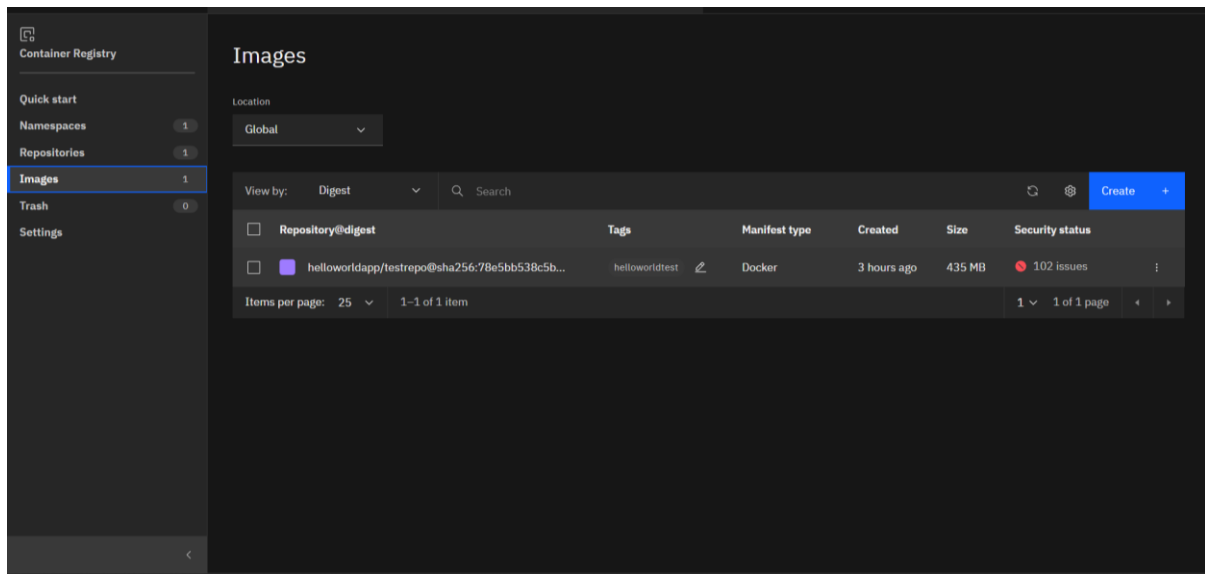 Container Registry
Quick start
Namespaces 1
Repositories 1
Images 1
Trash 0
Settings
Images
Location
Global
View by: Digest Search Create +
Repository@digest Tags Manifest type Created Size Security status
helloworldapp/testrepo@sha256:78e5bb538c5b... helloworldtest Docker 3 hours ago 435 MB 102 issues
Items per page: 25 1–1 of 1 item 1 1 of 1 page